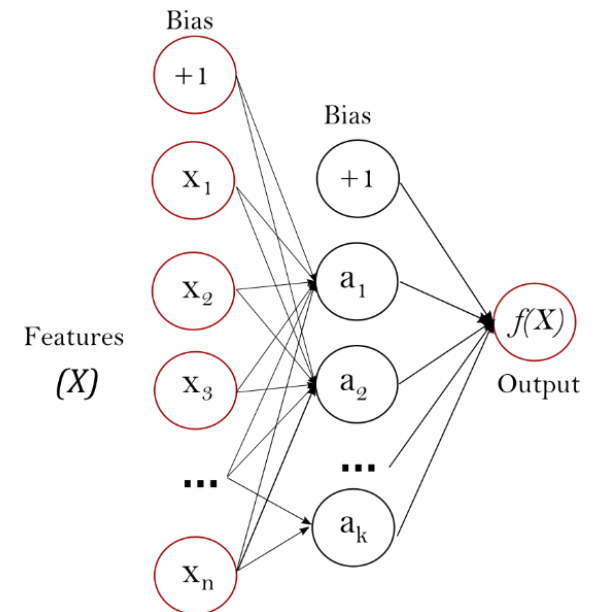 Bias
+1
x₁
x₂
x₃
...
xₙ
Features
(X)
Bias
+1
a₁
a₂
...
aₖ
f(X)
Output